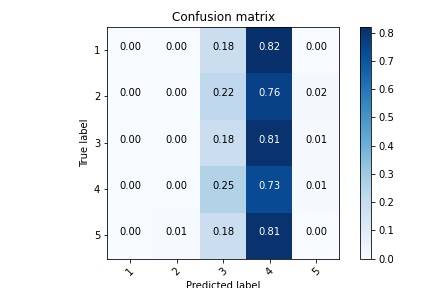 Confusion matrix
1 0.00 0.00 0.18 0.82 0.00
2 0.00 0.00 0.22 0.76 0.02
3 0.00 0.00 0.18 0.81 0.01
4 0.00 0.00 0.25 0.73 0.01
5 0.00 0.01 0.18 0.81 0.00
1 2 3 4 5
True label
Predicted label
0.8
0.7
0.6
0.5
0.4
0.3
0.2
0.1
0.0